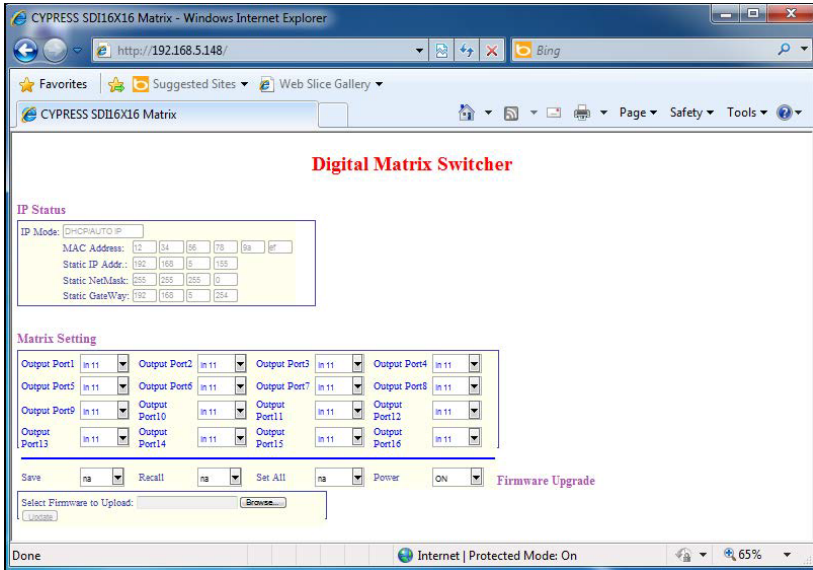 CYPRESS SDI16X16 Matrix - Windows Internet Explorer
http://192.168.5.148/
Bing
Favorites Suggested Sites Web Slice Gallery
CYPRESS SDI16X16 Matrix Page Safety Tools
Digital Matrix Switcher
IP Status
IP Mode: DHCP/AUTO IP
MAC Address: 12 34 56 78 9a ef
Static IP Addr.: 192 168 5 155
Static NetMask: 255 255 255 0
Static GateWay: 192 168 5 254
Matrix Setting
Output Port1 In 11 Output Port2 In 11 Output Port3 In 11 Output Port4 In 11
Output Port5 In 11 Output Port6 In 11 Output Port7 In 11 Output Port8 In 11
Output Port9 In 11 Output Port10 In 11 Output Port11 In 11 Output Port12 In 11
Output Port13 In 11 Output Port14 In 11 Output Port15 In 11 Output Port16 In 11
Save na Recall na Set All na Power ON Firmware Upgrade
Select Firmware to Upload: Browse...
Update
Done Internet | Protected Mode: On 65%